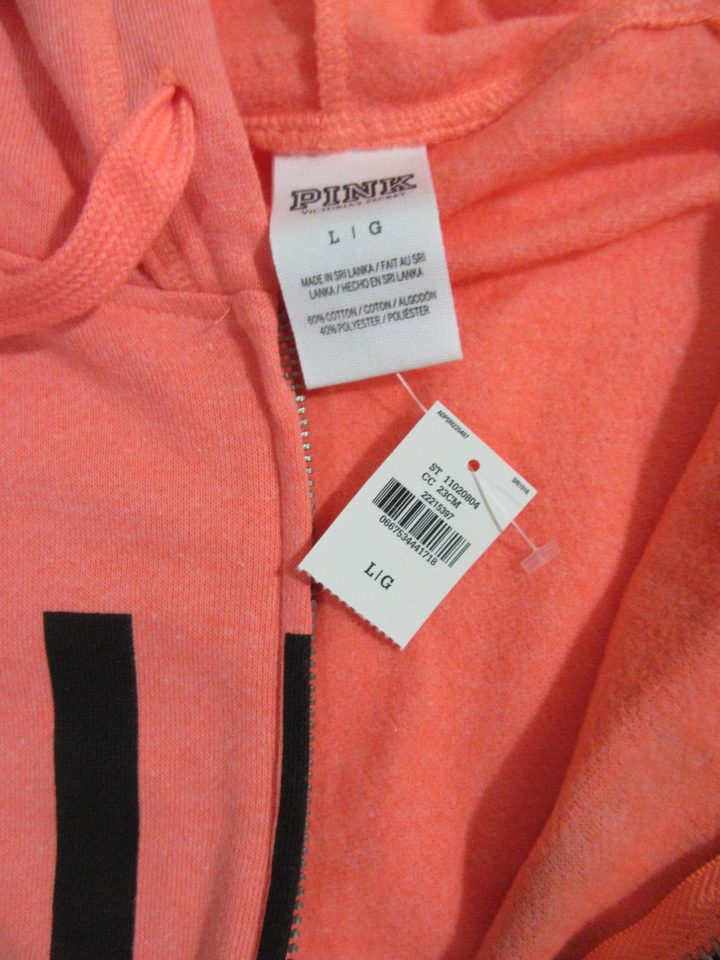 PINK
VICTORIA'S SECRET
L | G
MADE IN SRI LANKA / FAIT AU SRI
LANKA / HECHO EN SRI LANKA
60% COTTON / COTON / ALGODÓN
40% POLYESTER / POLIÉSTER
SRI1016
ST 11020804
CC 23CM
22215397
0667534441718
L|G